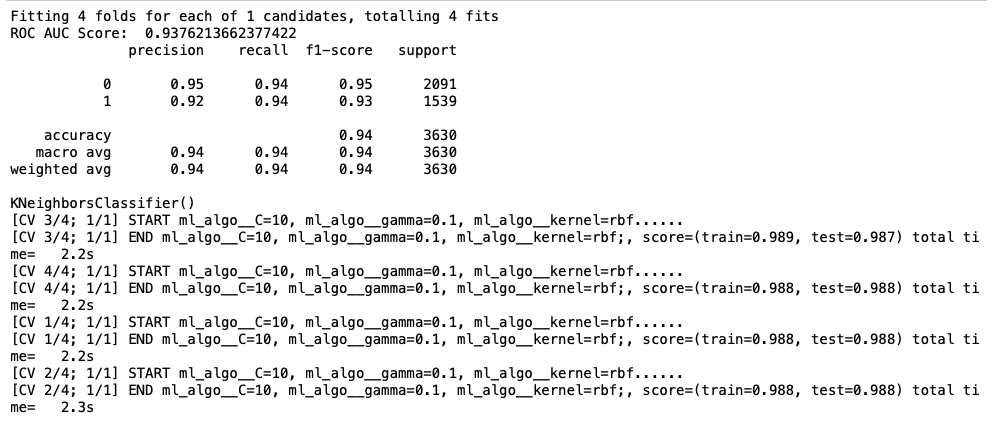 Fitting 4 folds for each of 1 candidates, totalling 4 fits
ROC AUC Score:  0.9376213662377422
              precision    recall  f1-score   support

           0       0.95      0.94      0.95      2091
           1       0.92      0.94      0.93      1539

    accuracy                           0.94      3630
   macro avg       0.94      0.94      0.94      3630
weighted avg       0.94      0.94      0.94      3630

KNeighborsClassifier()
[CV 3/4; 1/1] START ml_algo__C=10, ml_algo__gamma=0.1, ml_algo__kernel=rbf......
[CV 3/4; 1/1] END ml_algo__C=10, ml_algo__gamma=0.1, ml_algo__kernel=rbf;, score=(train=0.989, test=0.987) total ti
me=   2.2s
[CV 4/4; 1/1] START ml_algo__C=10, ml_algo__gamma=0.1, ml_algo__kernel=rbf......
[CV 4/4; 1/1] END ml_algo__C=10, ml_algo__gamma=0.1, ml_algo__kernel=rbf;, score=(train=0.988, test=0.988) total ti
me=   2.2s
[CV 1/4; 1/1] START ml_algo__C=10, ml_algo__gamma=0.1, ml_algo__kernel=rbf......
[CV 1/4; 1/1] END ml_algo__C=10, ml_algo__gamma=0.1, ml_algo__kernel=rbf;, score=(train=0.988, test=0.988) total ti
me=   2.2s
[CV 2/4; 1/1] START ml_algo__C=10, ml_algo__gamma=0.1, ml_algo__kernel=rbf......
[CV 2/4; 1/1] END ml_algo__C=10, ml_algo__gamma=0.1, ml_algo__kernel=rbf;, score=(train=0.988, test=0.988) total ti
me=   2.3s